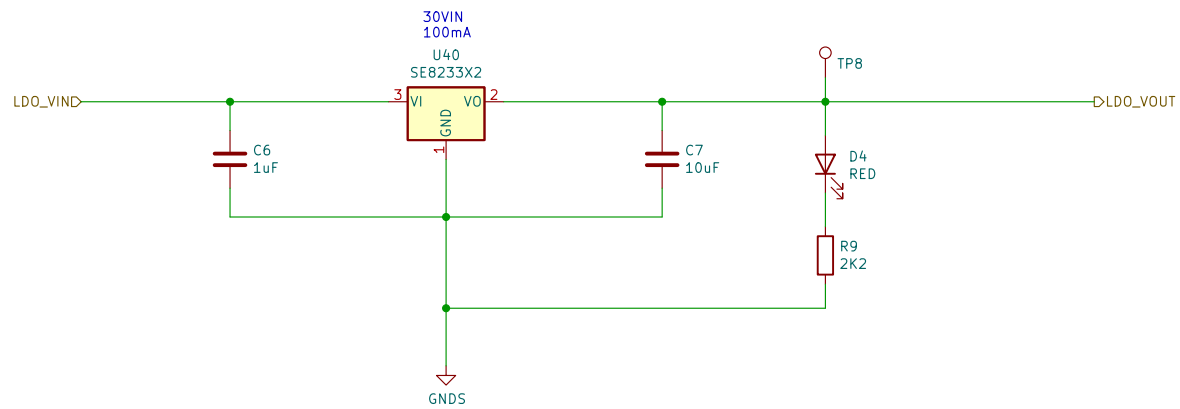 30VIN
100mA
U40
SE8233X2
TP8
LDO_VIN
3
VI
VO
2
LDO_VOUT
GND
1
C6
1uF
C7
10uF
D4
RED
R9
2K2
GNDS